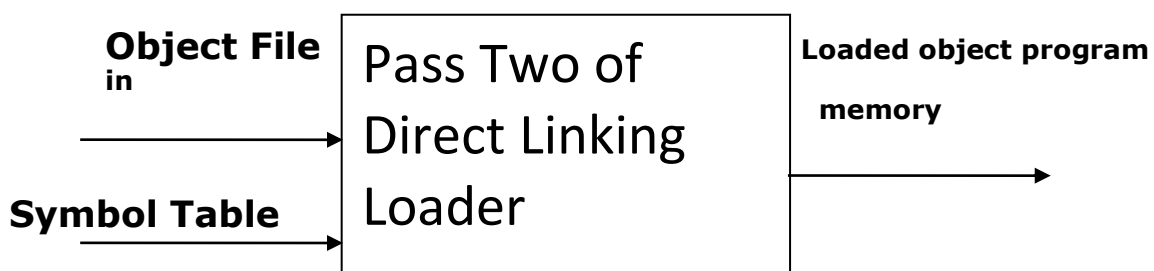 Object File
in
Symbol Table
Pass Two of
Direct Linking
Loader
Loaded object program
memory